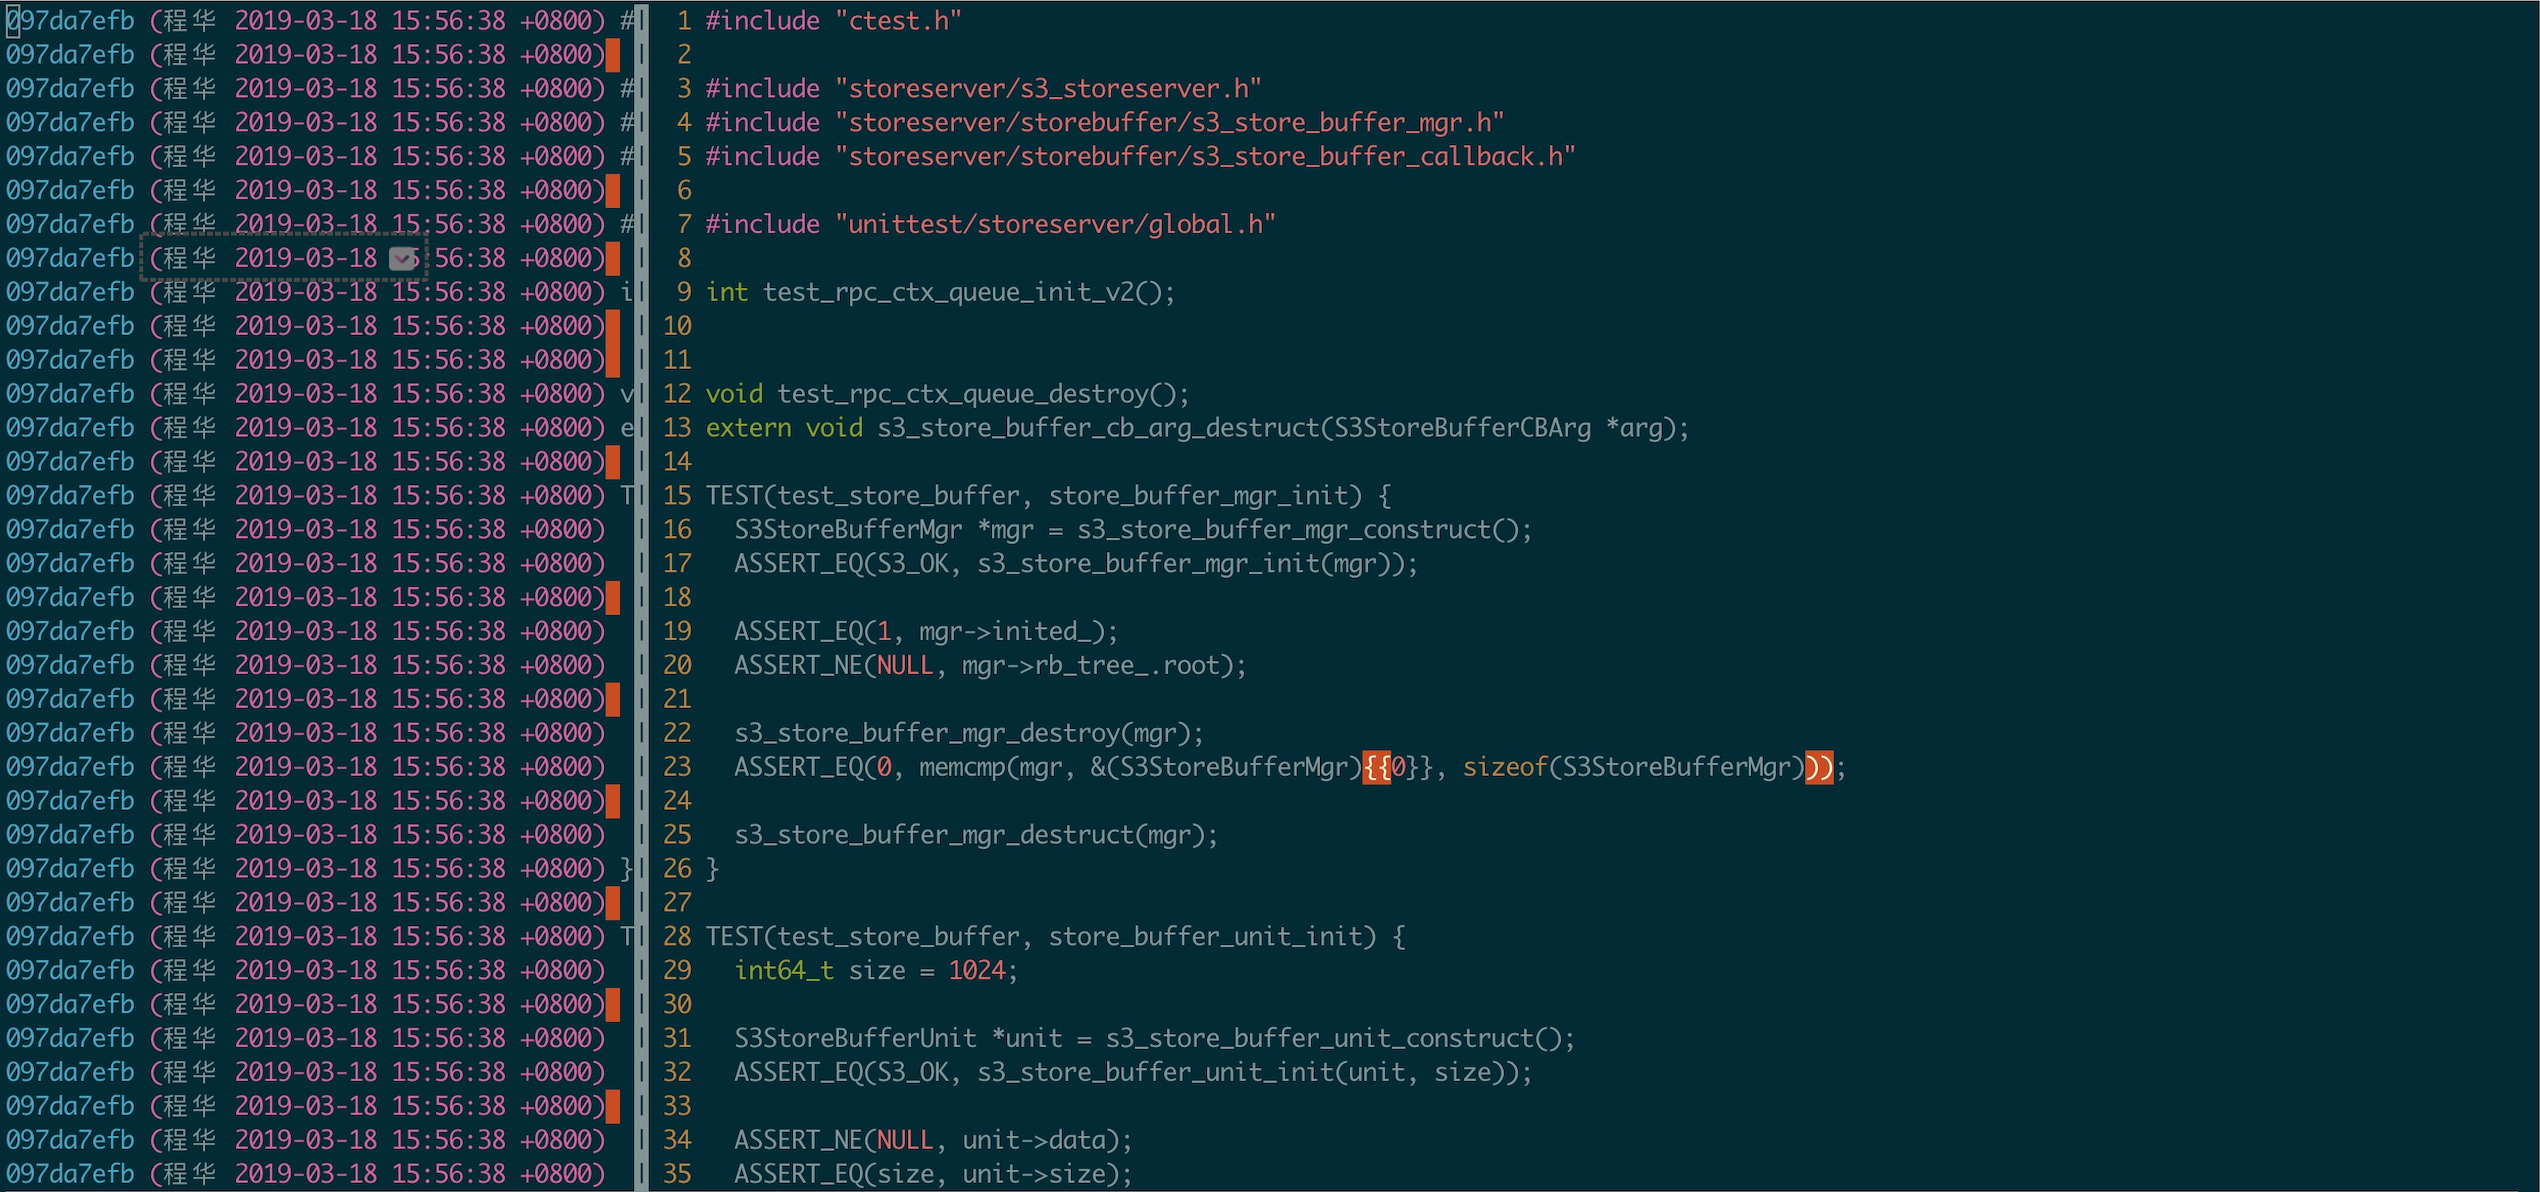 097da7efb (程华 2019-03-18 15:56:38 +0800) # 1 #include "ctest.h"
097da7efb (程华 2019-03-18 15:56:38 +0800) 2
097da7efb (程华 2019-03-18 15:56:38 +0800) # 3 #include "storeserver/s3_storeserver.h"
097da7efb (程华 2019-03-18 15:56:38 +0800) # 4 #include "storeserver/storebuffer/s3_store_buffer_mgr.h"
097da7efb (程华 2019-03-18 15:56:38 +0800) # 5 #include "storeserver/storebuffer/s3_store_buffer_callback.h"
097da7efb (程华 2019-03-18 15:56:38 +0800) 6
097da7efb (程华 2019-03-18 15:56:38 +0800) # 7 #include "unittest/storeserver/global.h"
097da7efb (程华 2019-03-18 56:38 +0800) 8
097da7efb (程华 2019-03-18 15:56:38 +0800) i 9 int test_rpc_ctx_queue_init_v2();
097da7efb (程华 2019-03-18 15:56:38 +0800) 10
097da7efb (程华 2019-03-18 15:56:38 +0800) 11
097da7efb (程华 2019-03-18 15:56:38 +0800) v 12 void test_rpc_ctx_queue_destroy();
097da7efb (程华 2019-03-18 15:56:38 +0800) e 13 extern void s3_store_buffer_cb_arg_destruct(S3StoreBufferCBArg *arg);
097da7efb (程华 2019-03-18 15:56:38 +0800) 14
097da7efb (程华 2019-03-18 15:56:38 +0800) T 15 TEST(test_store_buffer, store_buffer_mgr_init) {
097da7efb (程华 2019-03-18 15:56:38 +0800) 16 S3StoreBufferMgr *mgr = s3_store_buffer_mgr_construct();
097da7efb (程华 2019-03-18 15:56:38 +0800) 17 ASSERT_EQ(S3_OK, s3_store_buffer_mgr_init(mgr));
097da7efb (程华 2019-03-18 15:56:38 +0800) 18
097da7efb (程华 2019-03-18 15:56:38 +0800) 19 ASSERT_EQ(1, mgr->inited_);
097da7efb (程华 2019-03-18 15:56:38 +0800) 20 ASSERT_NE(NULL, mgr->rb_tree_.root);
097da7efb (程华 2019-03-18 15:56:38 +0800) 21
097da7efb (程华 2019-03-18 15:56:38 +0800) 22 s3_store_buffer_mgr_destroy(mgr);
097da7efb (程华 2019-03-18 15:56:38 +0800) 23 ASSERT_EQ(0, memcmp(mgr, &(S3StoreBufferMgr){{0}}, sizeof(S3StoreBufferMgr)));
097da7efb (程华 2019-03-18 15:56:38 +0800) 24
097da7efb (程华 2019-03-18 15:56:38 +0800) 25 s3_store_buffer_mgr_destruct(mgr);
097da7efb (程华 2019-03-18 15:56:38 +0800) } 26 }
097da7efb (程华 2019-03-18 15:56:38 +0800) 27
097da7efb (程华 2019-03-18 15:56:38 +0800) T 28 TEST(test_store_buffer, store_buffer_unit_init) {
097da7efb (程华 2019-03-18 15:56:38 +0800) 29 int64_t size = 1024;
097da7efb (程华 2019-03-18 15:56:38 +0800) 30
097da7efb (程华 2019-03-18 15:56:38 +0800) 31 S3StoreBufferUnit *unit = s3_store_buffer_unit_construct();
097da7efb (程华 2019-03-18 15:56:38 +0800) 32 ASSERT_EQ(S3_OK, s3_store_buffer_unit_init(unit, size));
097da7efb (程华 2019-03-18 15:56:38 +0800) 33
097da7efb (程华 2019-03-18 15:56:38 +0800) 34 ASSERT_NE(NULL, unit->data);
097da7efb (程华 2019-03-18 15:56:38 +0800) 35 ASSERT_EQ(size, unit->size);